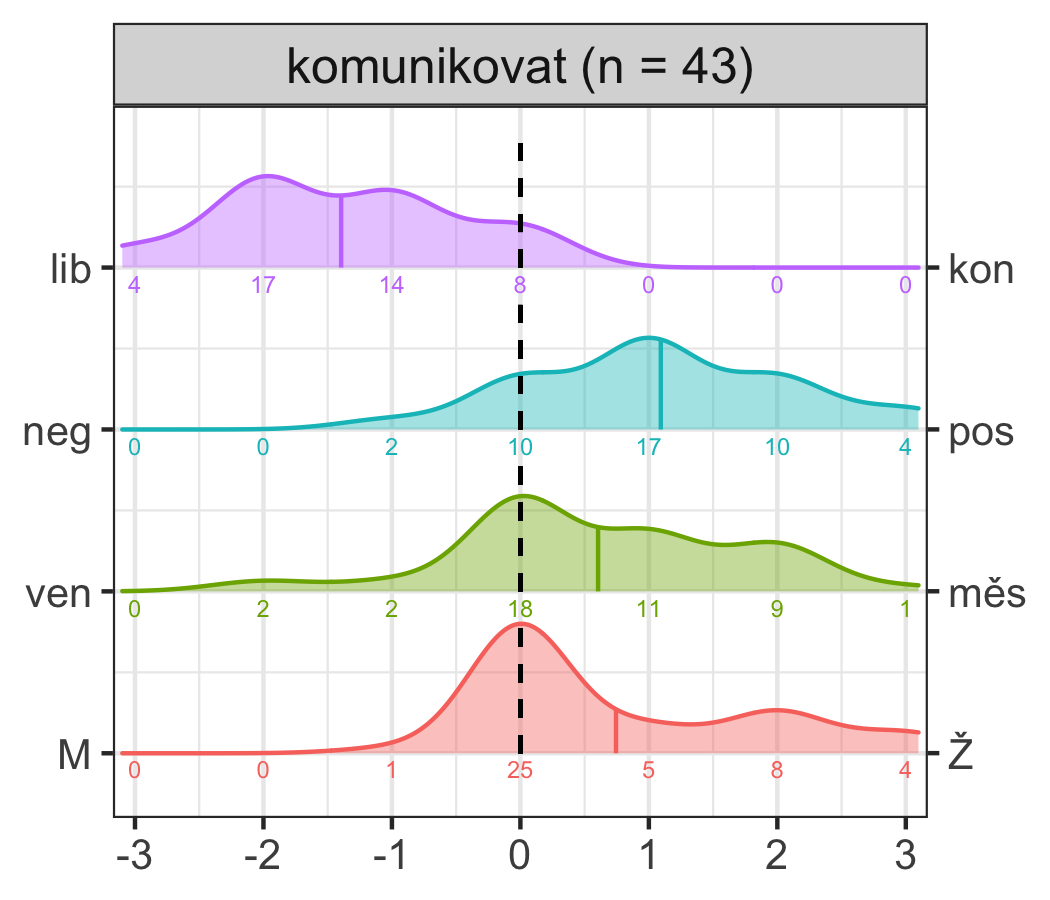 komunikovat (n = 43)
lib kon
4 17 14 8 0 0 0
neg pos
0 0 2 10 17 10 4
ven měs
0 2 2 18 11 9 1
M Ž
0 0 1 25 5 8 4
-3 -2 -1 0 1 2 3